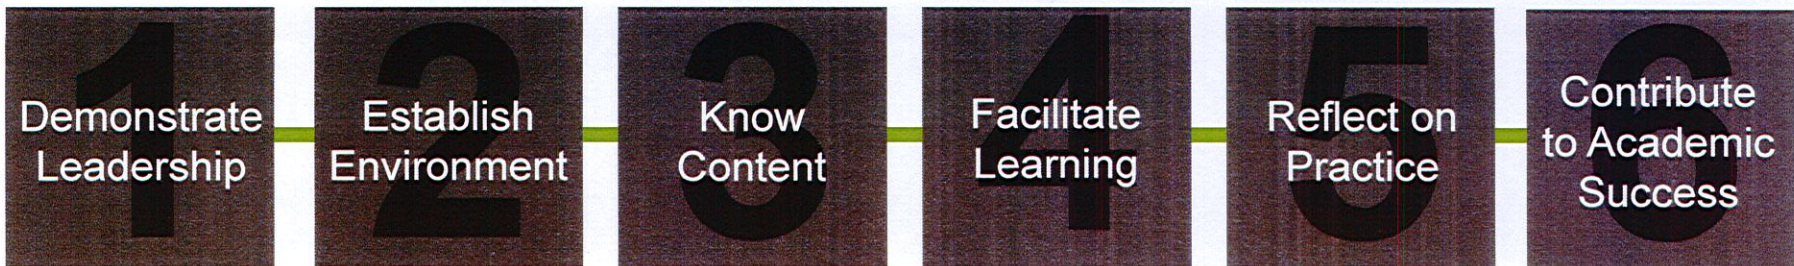 1
Demonstrate
Leadership
2
Establish
Environment
3
Know
Content
4
Facilitate
Learning
5
Reflect on
Practice
6
Contribute
to Academic
Success